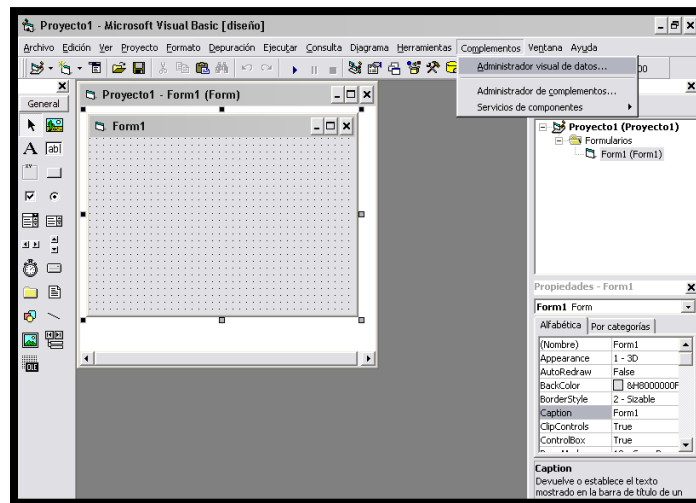 Proyecto1 - Microsoft Visual Basic [diseño]
Archivo Edición Ver Proyecto Formato Depuración Ejecutar Consulta Diagrama Herramientas Complementos Ventana Ayuda
Administrador visual de datos...
Administrador de complementos...
Servicios de componentes
General
A ab|
Proyecto1 - Form1 (Form)
Form1
Proyecto1 (Proyecto1)
Formularios
Form1 (Form1)
Propiedades - Form1
Form1 Form
Alfabética Por categorías
(Nombre) Form1
Appearance 1 - 3D
AutoRedraw False
BackColor &H8000000F
BorderStyle 2 - Sizable
Caption Form1
ClipControls True
ControlBox True
Caption
Devuelve o establece el texto
mostrado en la barra de título de un